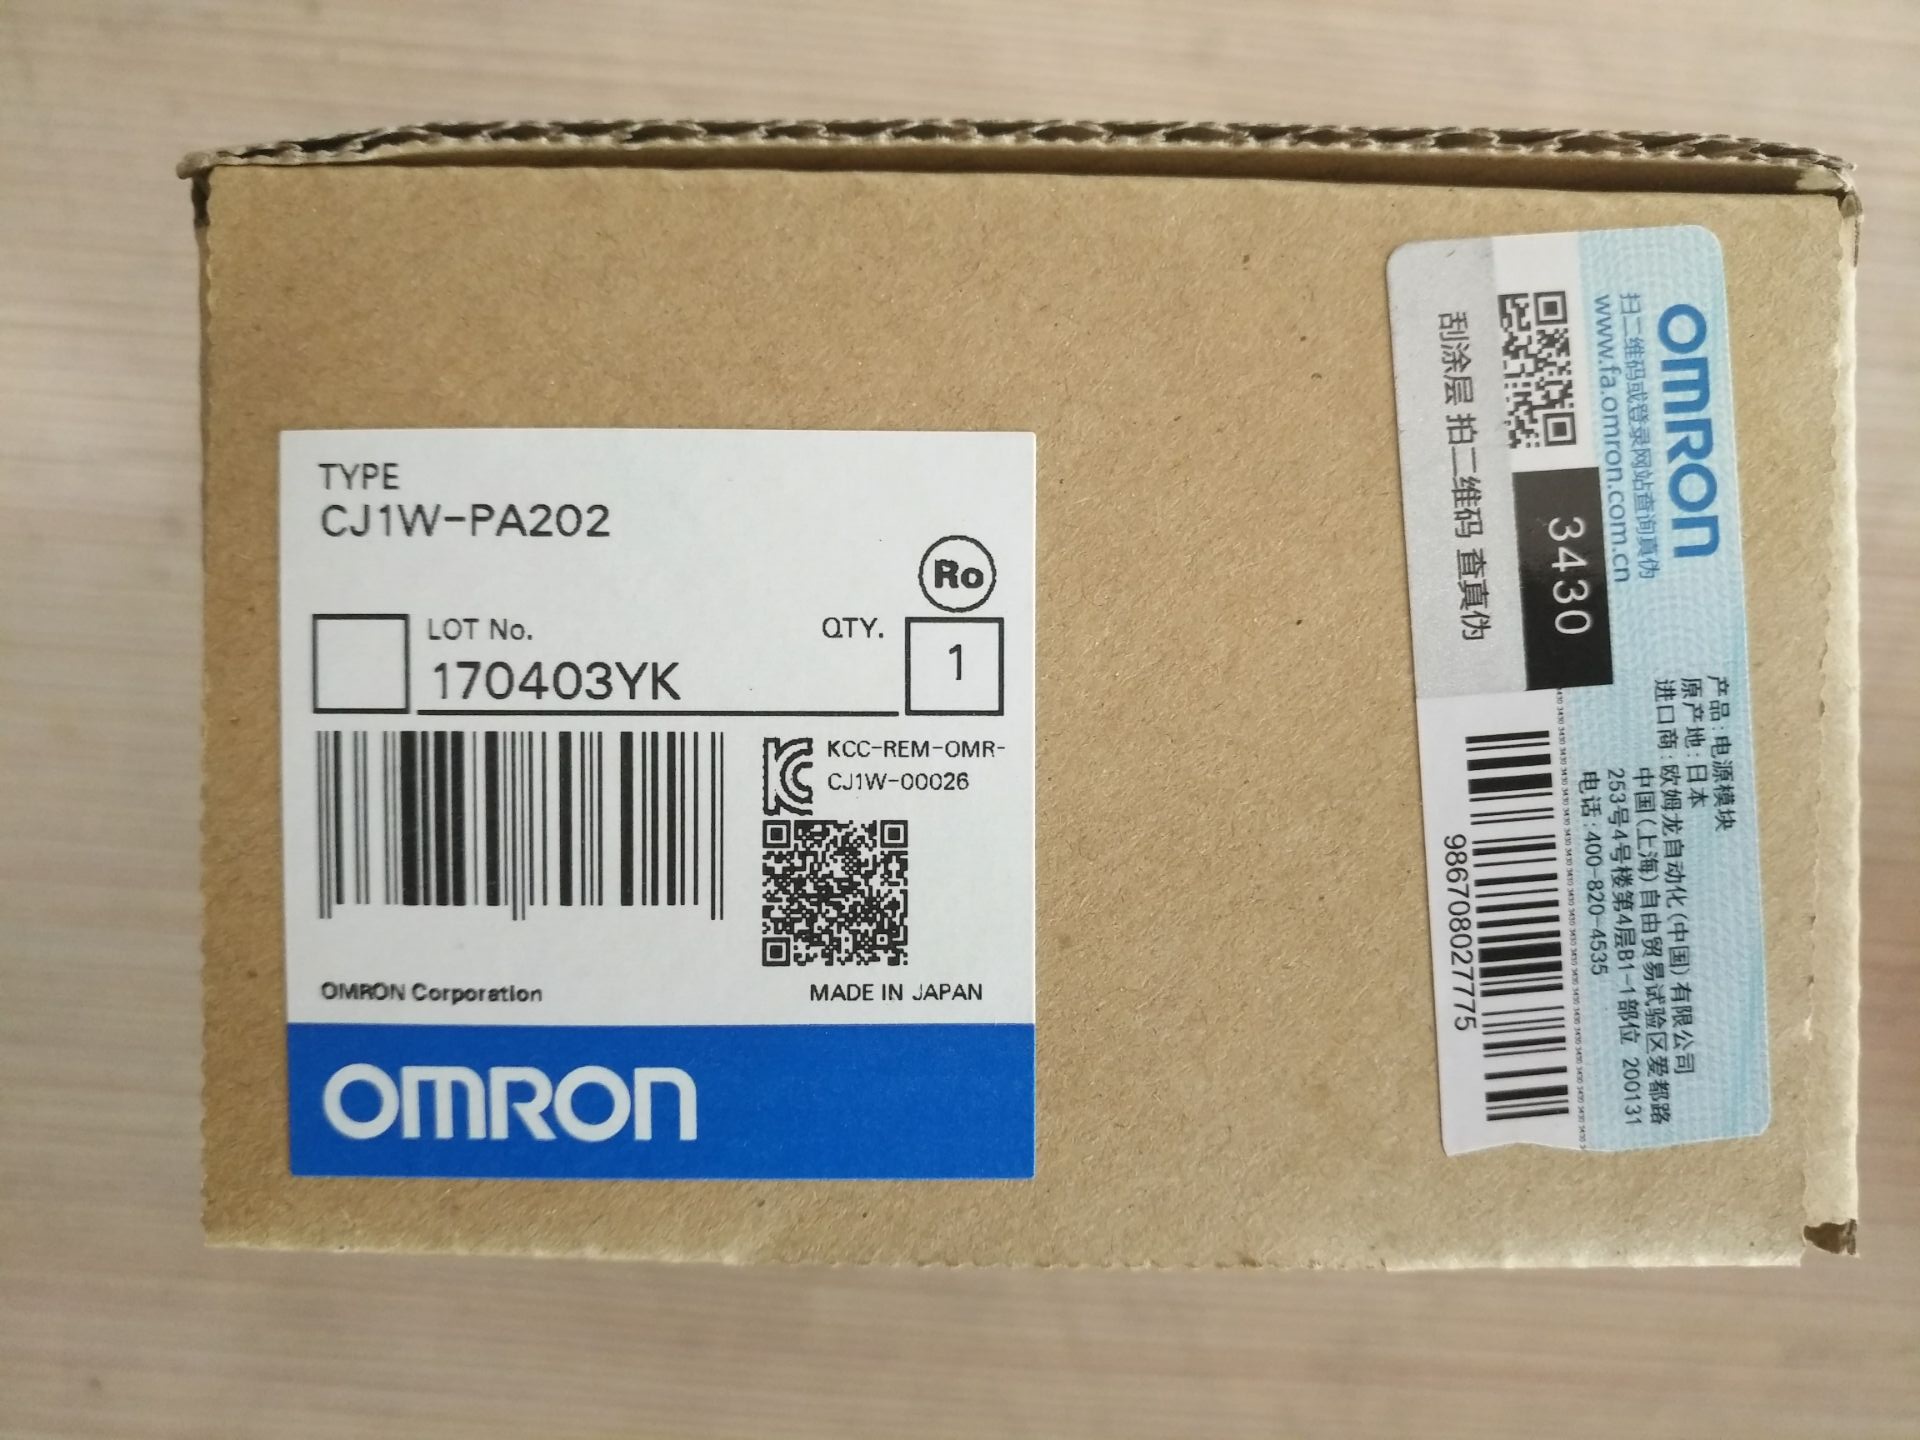 TYPE
CJ1W-PA202
Ro
LOT No.
170403YK
QTY.
1
KCC-REM-OMR-
CJ1W-00026
OMRON Corporation
MADE IN JAPAN
OMRON
OMRON
扫二维码或登录网站查询真伪
www.fa.omron.com.cn
3430
刮涂层 拍二维码 查真伪
产品:电源模块
原产地:日本
进口商:欧姆龙自动化(中国)有限公司
中国(上海)自由贸易试验区爱都路
253号4号楼第4层B1-1部位 200131
电话:400-820-4535
9867080277​75